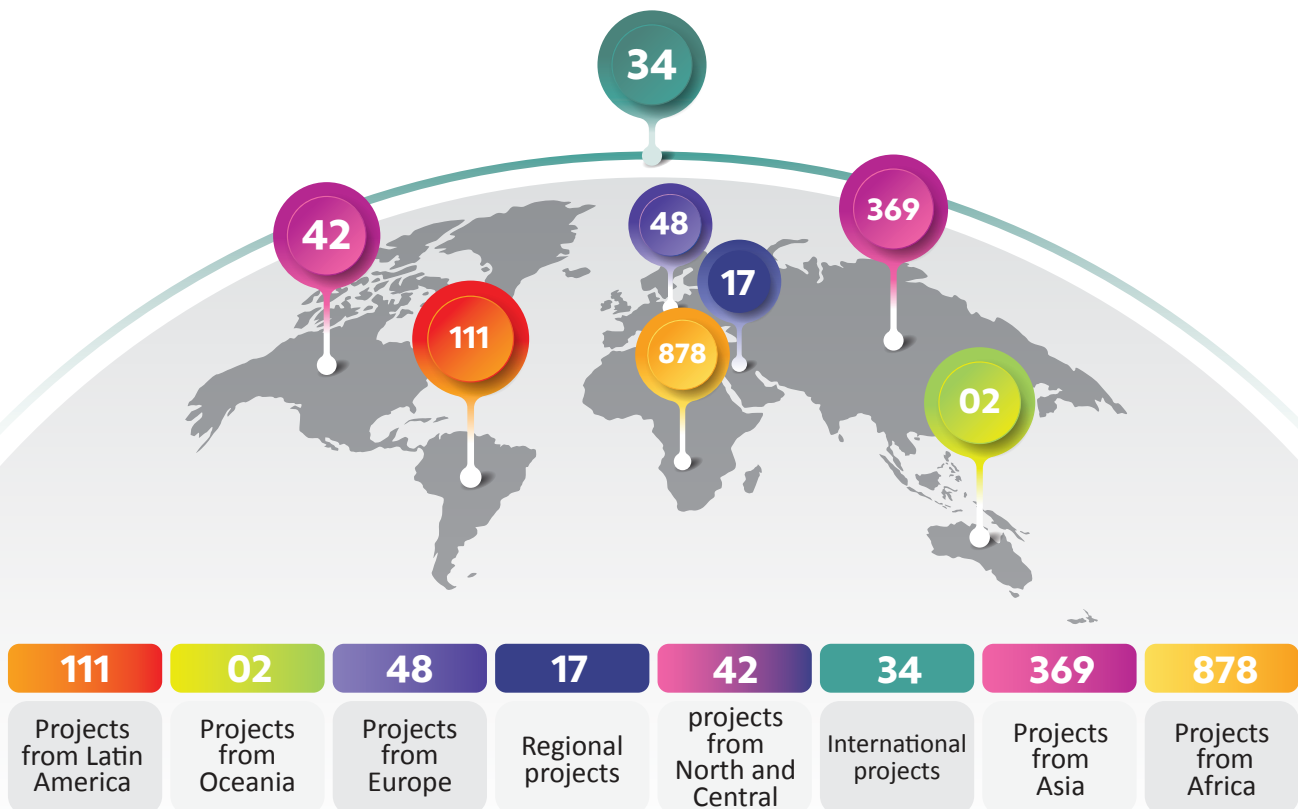 34
42
48
369
17
111
878
02
111
Projects
from Latin
America
02
Projects
from
Oceania
48
Projects
from
Europe
17
Regional
projects
42
projects
from
North and
Central
34
International
projects
369
Projects
from
Asia
878
Projects
from
Africa